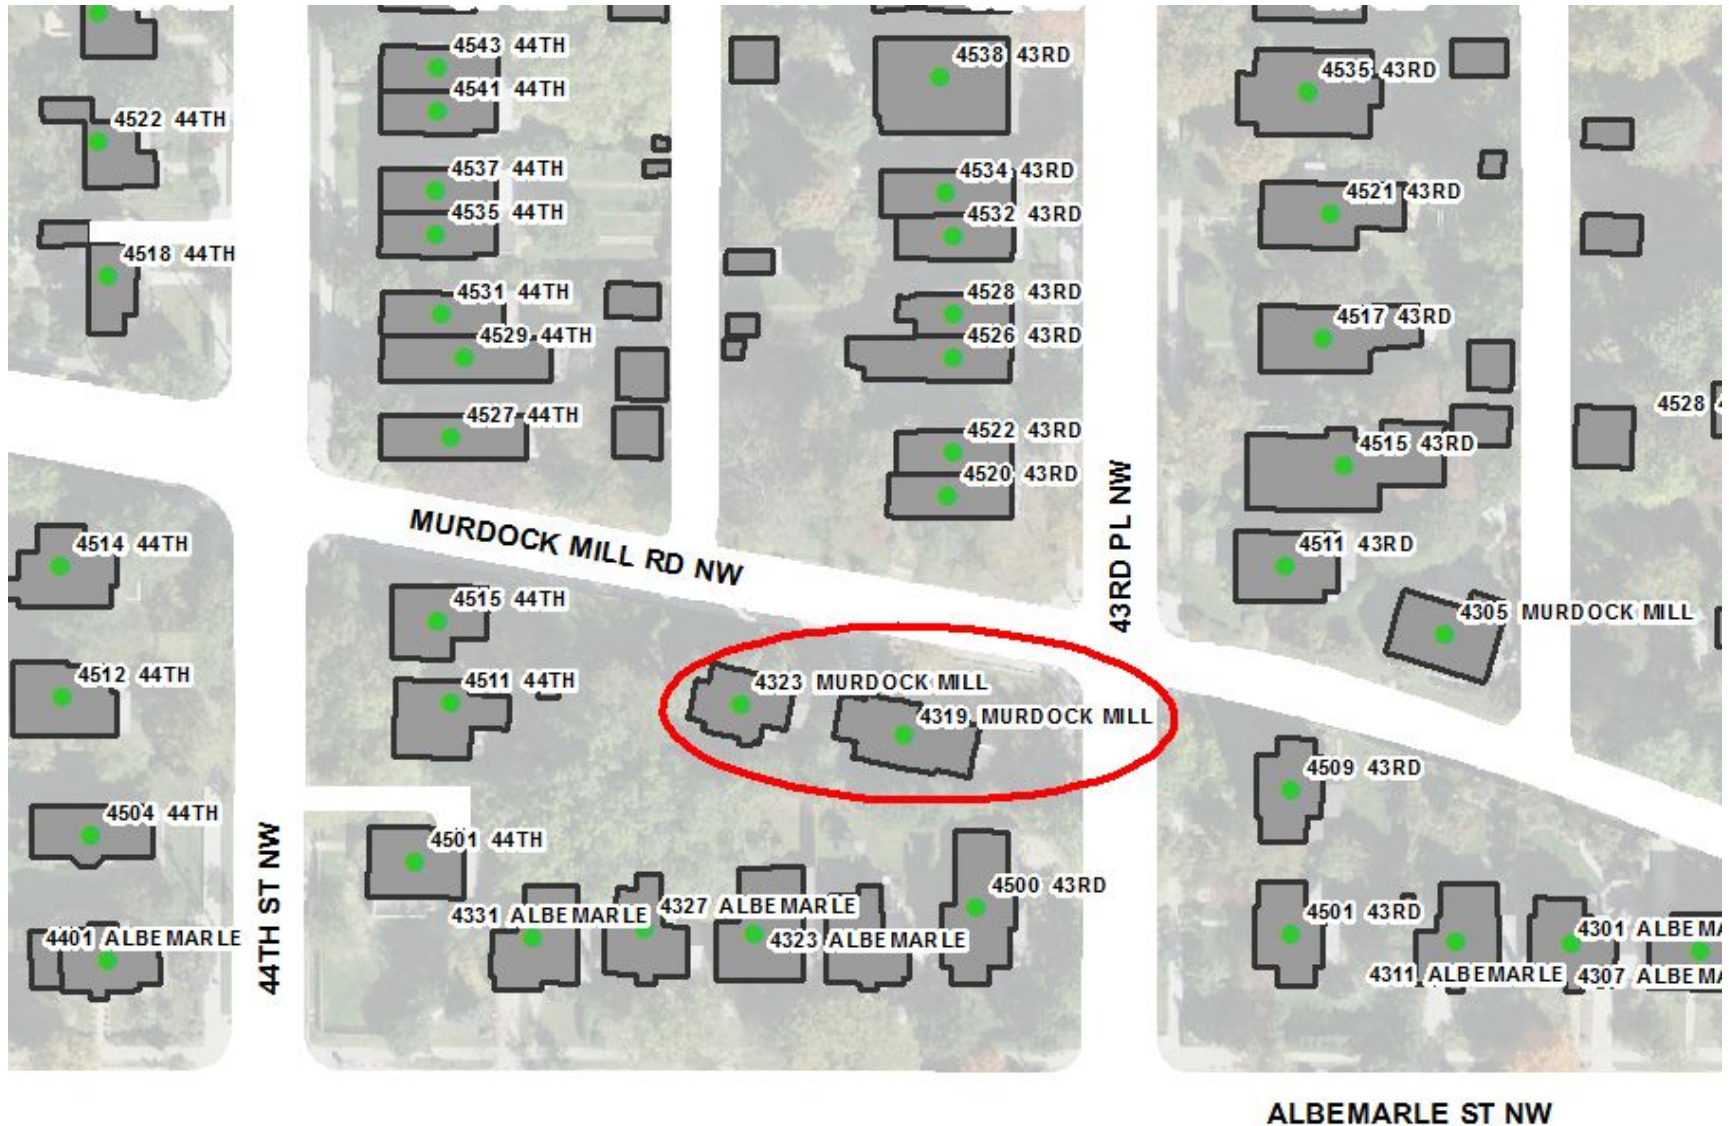 4543 44TH
4538 43RD
4535 43RD
4541 44TH
4522 44TH
4537 44TH
4534 43RD
4521 43RD
4535 44TH
4532 43RD
4518 44TH
4531 44TH
4528 43RD
4517 43RD
4529 44TH
4526 43RD
4528
4527 44TH
4522 43RD
4515 43RD
4520 43RD
43RD PL NW
MURDOCK MILL RD NW
4514 44TH
4511 43RD
4515 44TH
4305 MURDOCK MILL
4512 44TH
4511 44TH
4323 MURDOCK MILL
4319 MURDOCK MILL
4509 43RD
4504 44TH
44TH ST NW
4501 44TH
4500 43RD
4331 ALBEMARLE
4327 ALBEMARLE
4501 43RD
4301 ALBEMA
4401 ALBEMARLE
4323 ALBEMARLE
4311 ALBEMARLE
4307 ALBEMA
ALBEMARLE ST NW